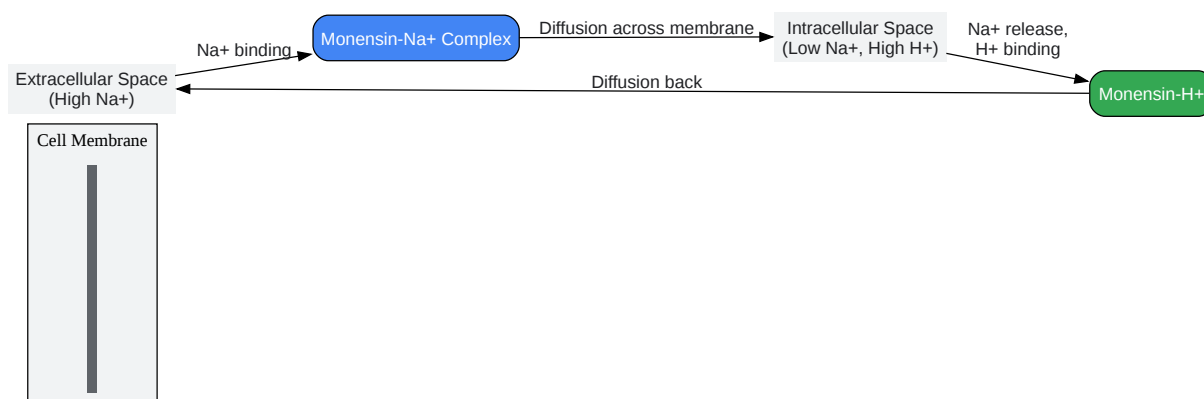 Monensin-Na+ Complex
Diffusion across membrane
Intracellular Space
(Low Na+, High H+)
Na+ release,
H+ binding
Na+ binding
Extracellular Space
(High Na+)
Diffusion back
Monensin-H+
Cell Membrane